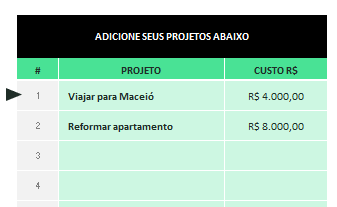 ADICIONE SEUS PROJETOS ABAIXO
# PROJETO CUSTO R$
1 Viajar para Maceió R$ 4.000,00
2 Reformar apartamento R$ 8.000,00
3
4